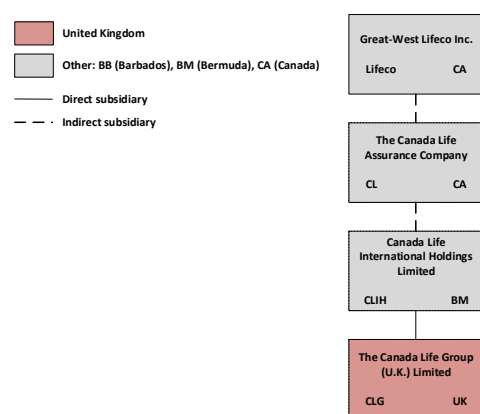 United Kingdom
Other: BB (Barbados), BM (Bermuda), CA (Canada)
Direct subsidiary
Indirect subsidiary
Great-West Lifeco Inc.
Lifeco CA
The Canada Life
Assurance Company
CL CA
Canada Life
International Holdings
Limited
CLIH BM
The Canada Life Group
(U.K.) Limited
CLG UK